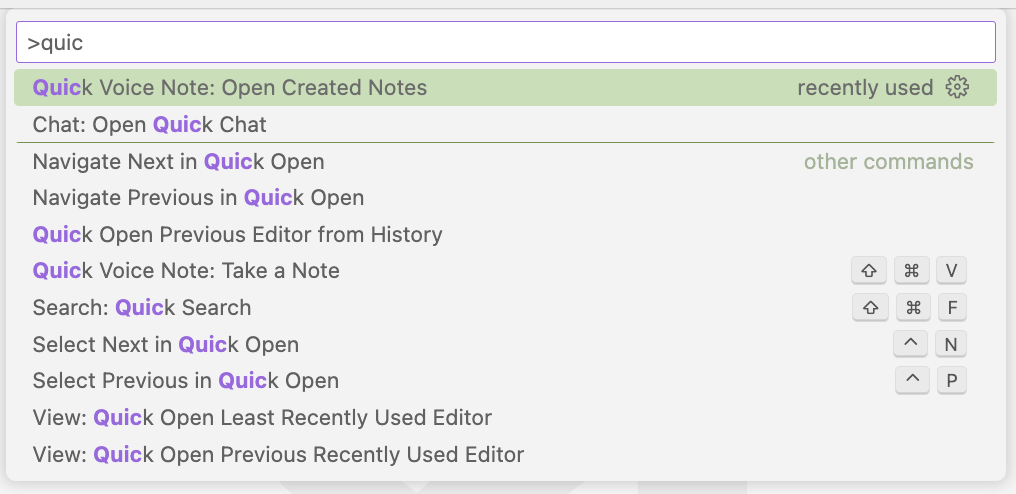 >quic
Quick Voice Note: Open Created Notes recently used
Chat: Open Quick Chat
Navigate Next in Quick Open other commands
Navigate Previous in Quick Open
Quick Open Previous Editor from History
Quick Voice Note: Take a Note ⇧ ⌘ V
Search: Quick Search ⇧ ⌘ F
Select Next in Quick Open ^ N
Select Previous in Quick Open ^ P
View: Quick Open Least Recently Used Editor
View: Quick Open Previous Recently Used Editor